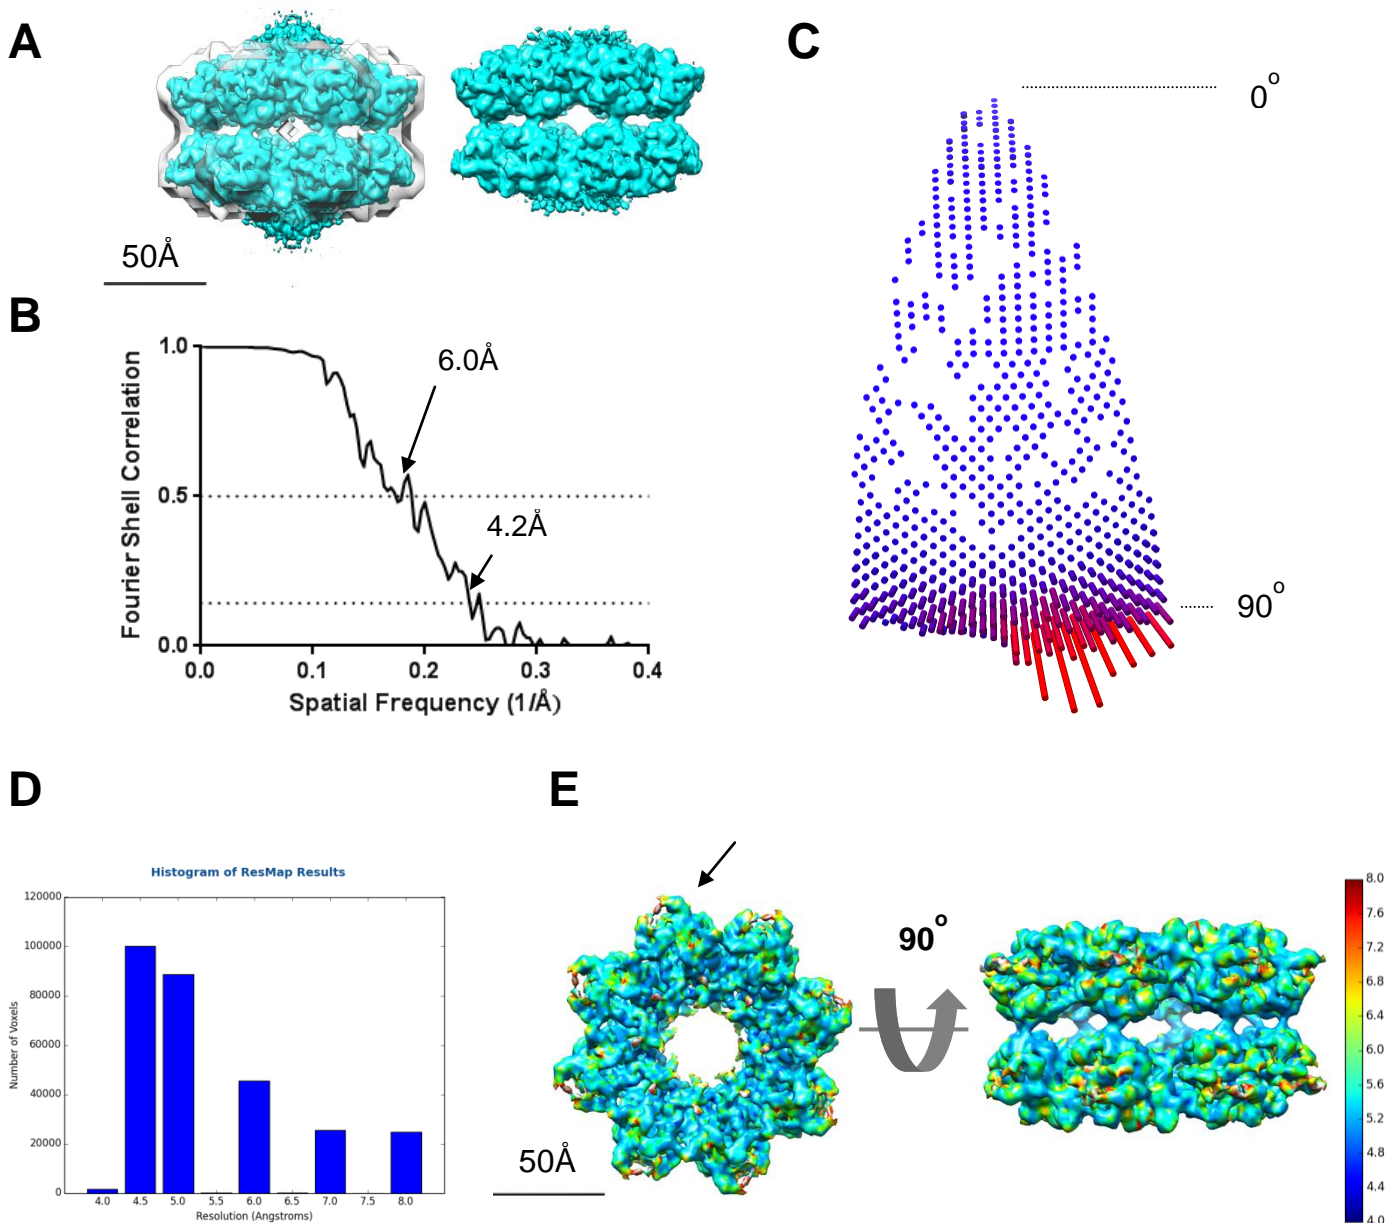 A
50Å
B
1.0
0.5
0.0
Fourier Shell Correlation
6.0Å
4.2Å
0.0 0.1 0.2 0.3 0.4
Spatial Frequency (1/Å)
C
0°
90°
D
Histogram of ResMap Results
120000
100000
80000
60000
40000
20000
0
Number of Voxels
4.0 4.5 5.0 5.5 6.0 6.5 7.0 7.5 8.0
Resolution (Angstroms)
E
90°
50Å
8.0
7.6
7.2
6.8
6.4
6.0
5.6
5.2
4.8
4.4
4.0